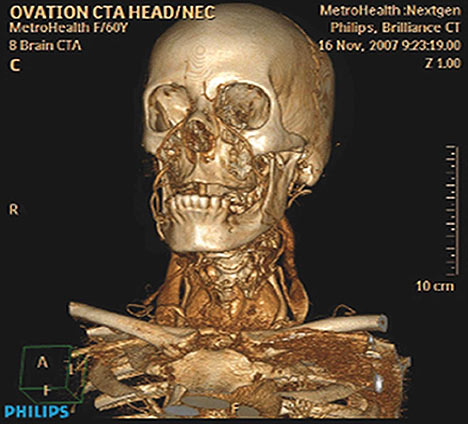 OVATION CTA HEAD/NEC
MetroHealth F/60Y
8 Brain CTA
C
MetroHealth :Nextgen
Philips, Brilliance CT
16 Nov, 2007 9:23:19.00
Z 1.00
R
10 cm
A
L
F
PHILIPS
F